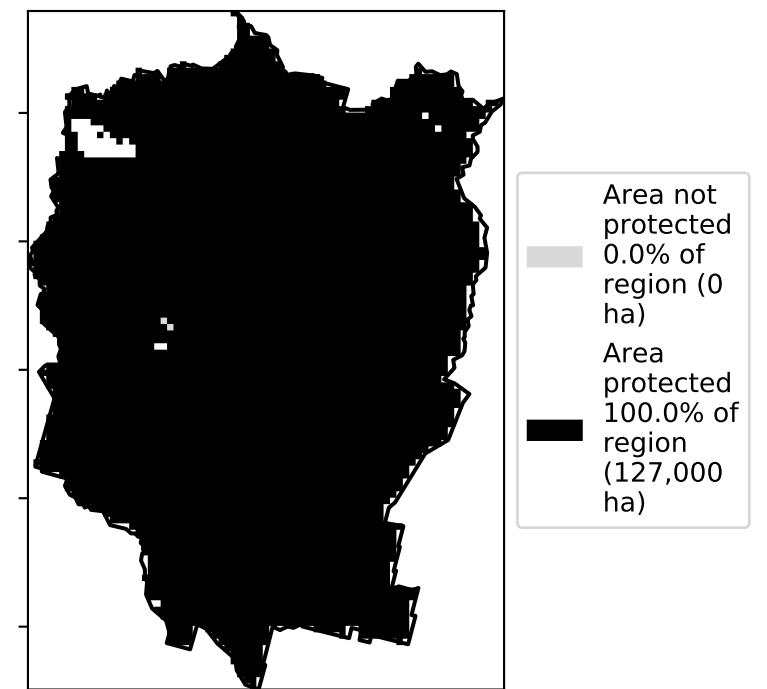 Area not
protected
0.0% of
region (0
ha)
Area
protected
100.0% of
region
(127,000
ha)